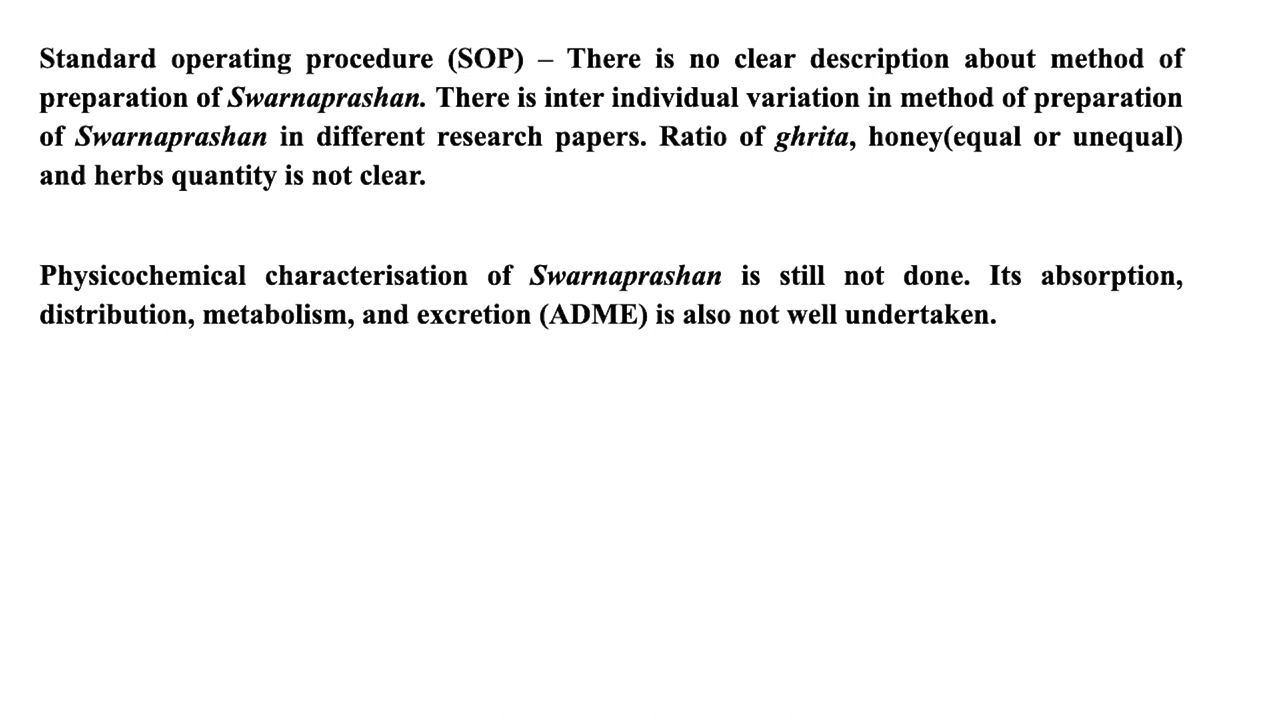 Standard operating procedure (SOP) – There is no clear description about method of
preparation of Swarnaprashan. There is inter individual variation in method of preparation
of Swarnaprashan in different research papers. Ratio of ghrita, honey(equal or unequal)
and herbs quantity is not clear.
Physicochemical characterisation of Swarnaprashan is still not done. Its absorption,
distribution, metabolism, and excretion (ADME) is also not well undertaken.